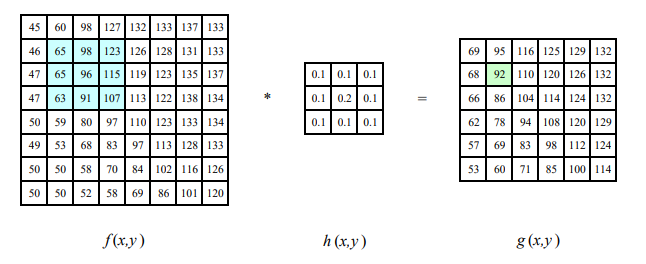 45 60 98 127 132 133 137 133
46 65 98 123 126 128 131 133
47 65 96 115 119 123 135 137
47 63 91 107 113 122 138 134
50 59 80 97 110 123 133 134
49 53 68 83 97 113 128 133
50 50 58 70 84 102 116 126
50 50 52 58 69 86 101 120
f(x,y)
*
0.1 0.1 0.1
0.1 0.2 0.1
0.1 0.1 0.1
h(x,y)
=
69 95 116 125 129 132
68 92 110 120 126 132
66 86 104 114 124 132
62 78 94 108 120 129
57 69 83 98 112 124
53 60 71 85 100 114
g(x,y)